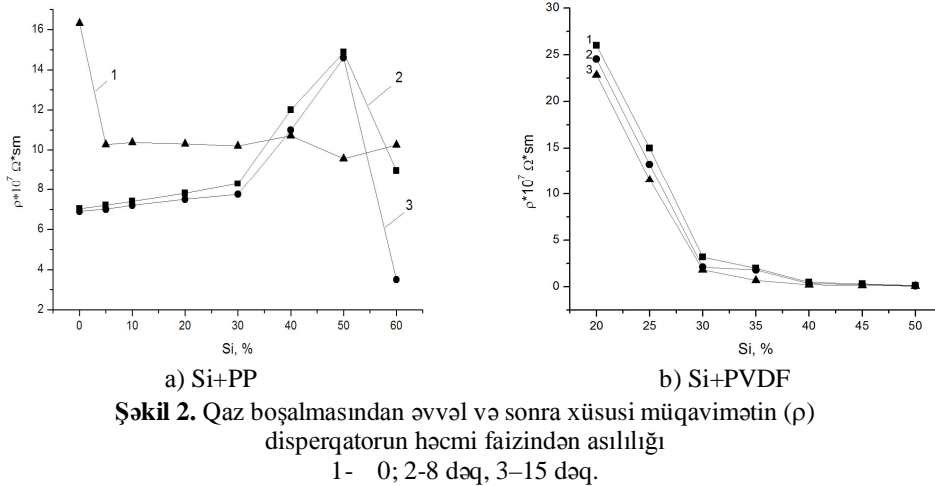 16
14
12
10
8
6
4
2
ρ*10⁷ Ω*sm
1
2
3
0 10 20 30 40 50 60
Si, %
a) Si+PP
30
25
20
15
10
5
0
ρ*10⁷ Ω*sm
1
2
3
20 25 30 35 40 45 50
Si, %
b) Si+PVDF
Şəkil 2. Qaz boşalmasından əvvəl və sonra xüsusi müqavimətin (ρ)
disperqatorun həcmi faizindən asılılığı
1- 0; 2-8 dəq, 3–15 dəq.